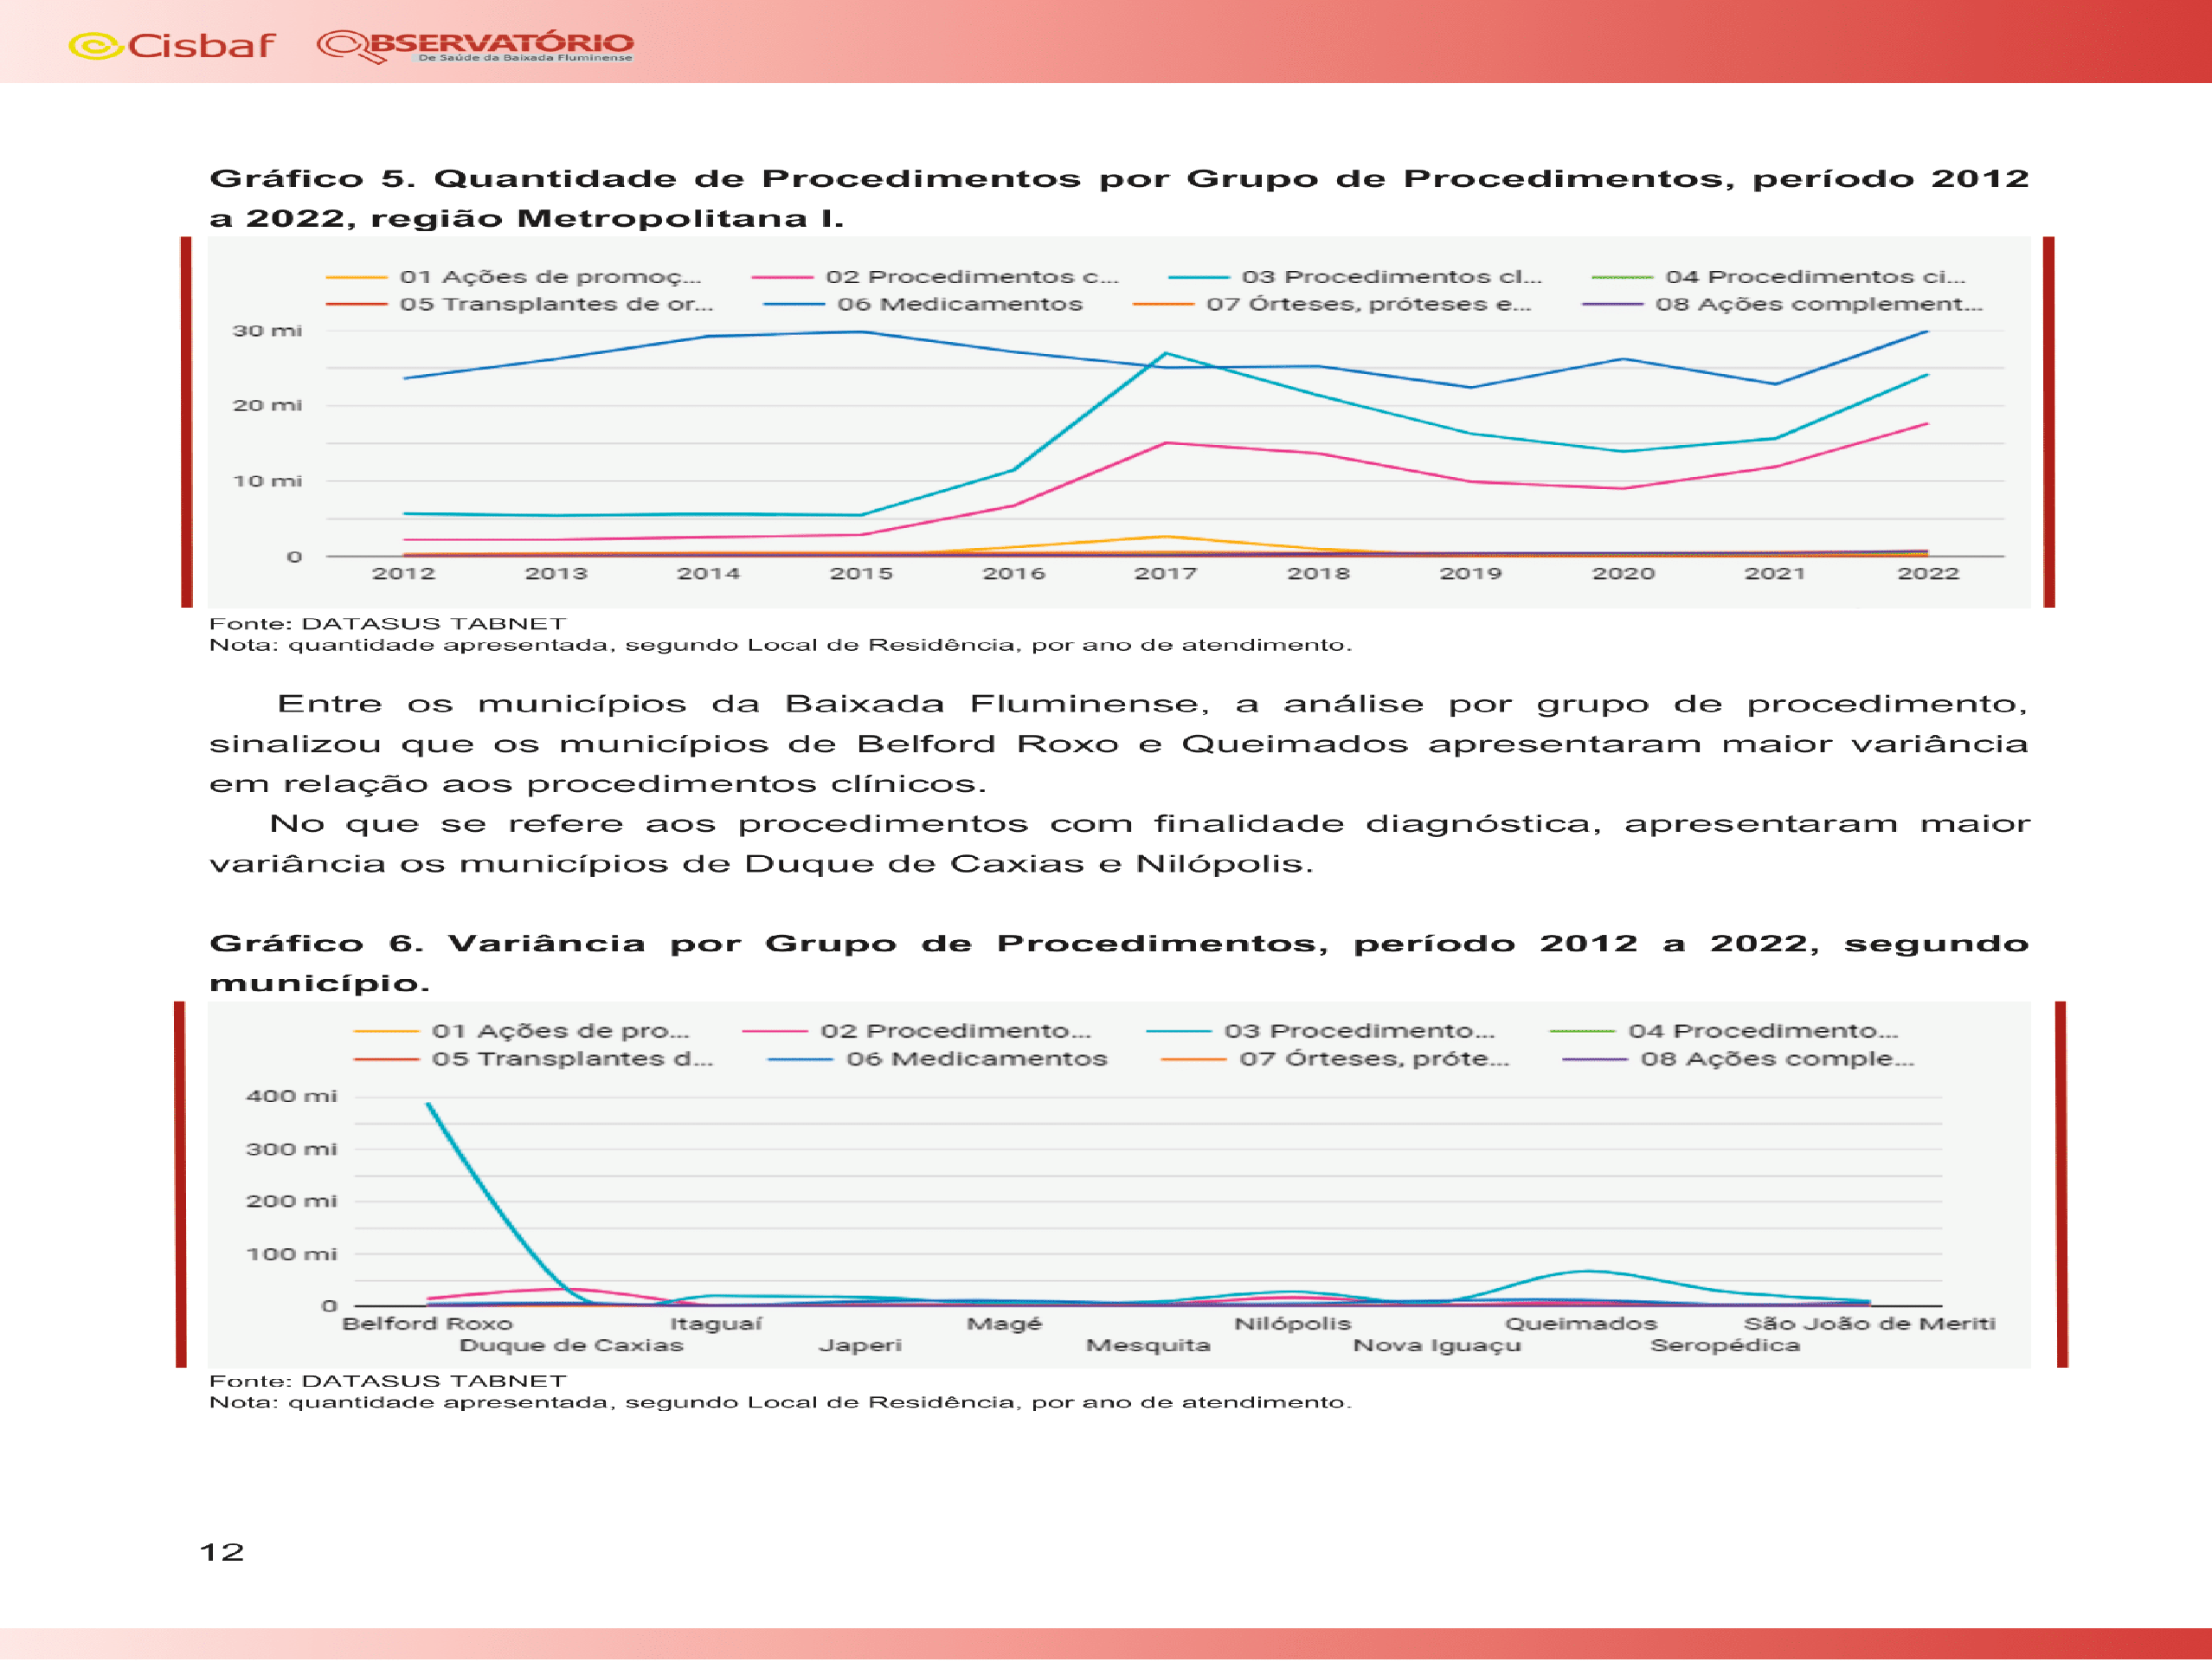 Cisbaf
OBSERVATÓRIO
De Saúde da Baixada Fluminense
Gráfico 5. Quantidade de Procedimentos por Grupo de Procedimentos, período 2012
a 2022, região Metropolitana I.
01 Ações de promoç... 02 Procedimentos c... 03 Procedimentos cl... 04 Procedimentos ci...
05 Transplantes de or... 06 Medicamentos 07 Órteses, próteses e... 08 Ações complement...
30 mi
20 mi
10 mi
0
2012 2013 2014 2015 2016 2017 2018 2019 2020 2021 2022
Fonte: DATASUS TABNET
Nota: quantidade apresentada, segundo Local de Residência, por ano de atendimento.
Entre os municípios da Baixada Fluminense, a análise por grupo de procedimento,
sinalizou que os municípios de Belford Roxo e Queimados apresentaram maior variância
em relação aos procedimentos clínicos.
No que se refere aos procedimentos com finalidade diagnóstica, apresentaram maior
variância os municípios de Duque de Caxias e Nilópolis.
Gráfico 6. Variância por Grupo de Procedimentos, período 2012 a 2022, segundo
município.
01 Ações de pro... 02 Procedimento... 03 Procedimento... 04 Procedimento...
05 Transplantes d... 06 Medicamentos 07 Órteses, próte... 08 Ações comple...
400 mi
300 mi
200 mi
100 mi
0
Belford Roxo Itaguaí Magé Nilópolis Queimados São João de Meriti
Duque de Caxias Japeri Mesquita Nova Iguaçu Seropédica
Fonte: DATASUS TABNET
Nota: quantidade apresentada, segundo Local de Residência, por ano de atendimento.
12